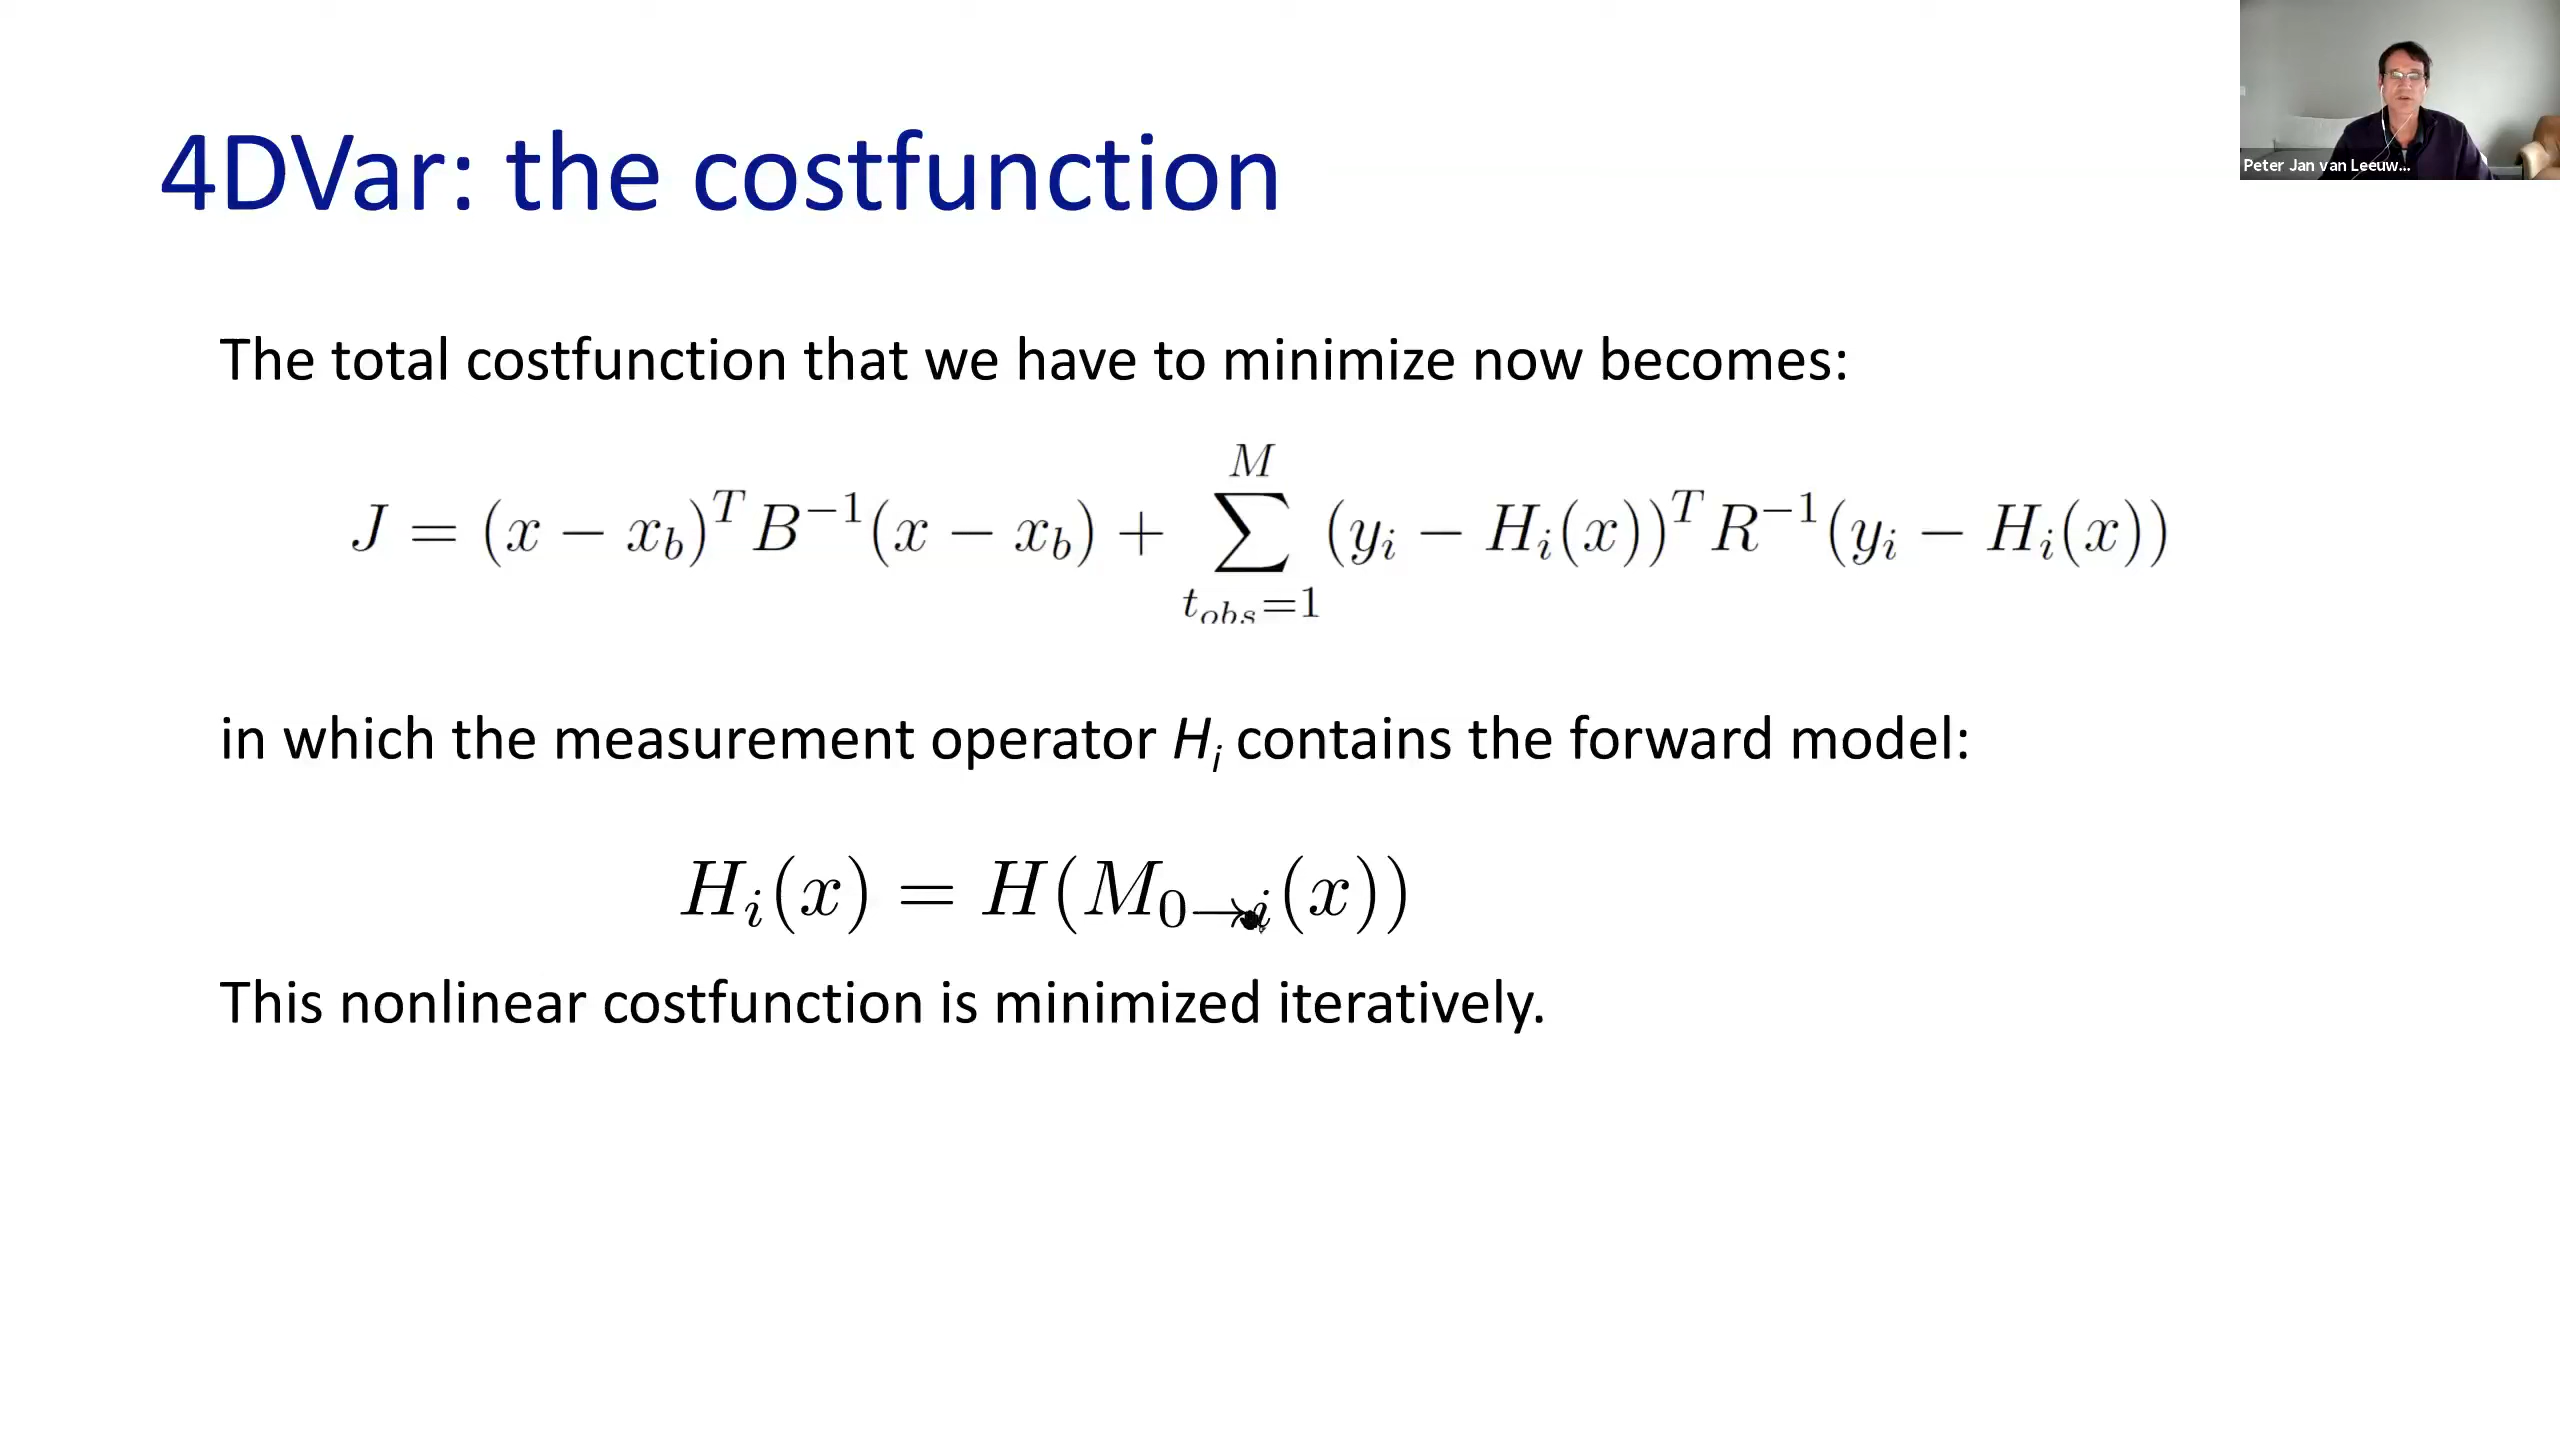 Peter Jan van Leeuw...
4DVar: the costfunction
The total costfunction that we have to minimize now becomes:
J = (x − x_b)^T B^{−1}(x − x_b) + \sum_{t_{obs}=1}^{M} (y_i − H_i(x))^T R^{−1}(y_i − H_i(x))
in which the measurement operator H_i contains the forward model:
H_i(x) = H(M_{0→i}(x))
This nonlinear costfunction is minimized iteratively.